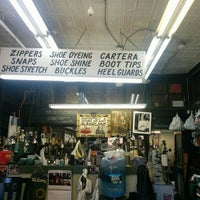 ZIPPERS SHOE DYEING CARTERA
SNAPS SHOE SHINE BOOT TIPS
SHOE STRETCH BUCKLES HEEL GUARDS